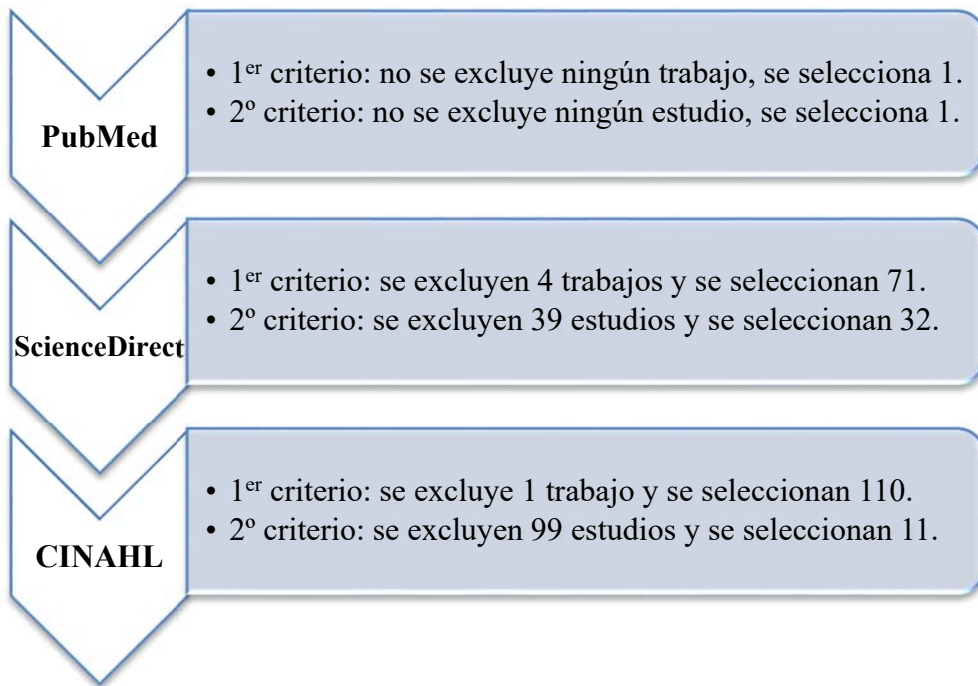 PubMed
• 1er criterio: no se excluye ningún trabajo, se selecciona 1.
• 2º criterio: no se excluye ningún estudio, se selecciona 1.
ScienceDirect
• 1er criterio: se excluyen 4 trabajos y se seleccionan 71.
• 2º criterio: se excluyen 39 estudios y se seleccionan 32.
CINAHL
• 1er criterio: se excluye 1 trabajo y se seleccionan 110.
• 2º criterio: se excluyen 99 estudios y se seleccionan 11.